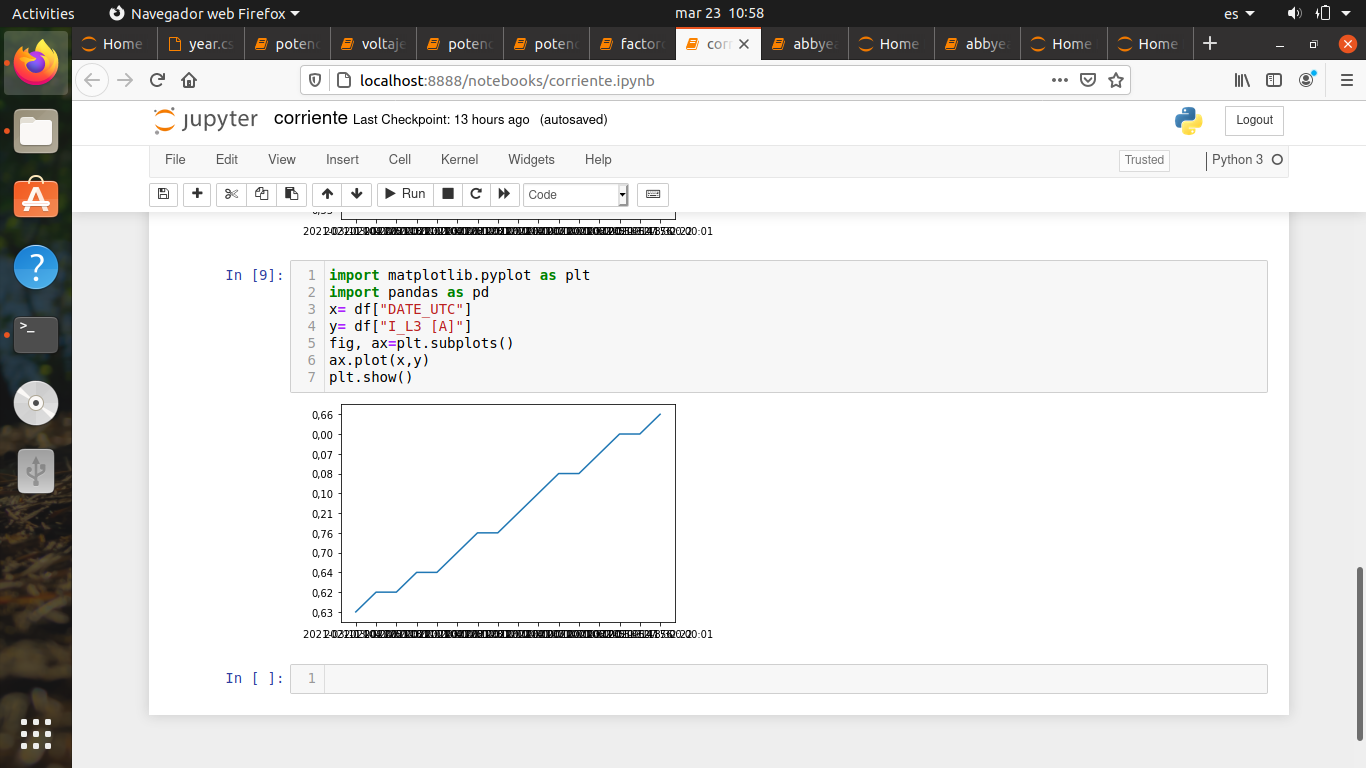 Activities
Navegador web Firefox
mar 23 10:58
es
Home
year.cs
potenc
voltaje
potenc
potenc
factor
corr
abbyea
Home
abbyea
Home
Home
localhost:8888/notebooks/corriente.ipynb
jupyter corriente Last Checkpoint: 13 hours ago (autosaved)
Logout
File Edit View Insert Cell Kernel Widgets Help
Trusted
Python 3
Run
Code
In [9]:
1 import matplotlib.pyplot as plt
2 import pandas as pd
3 x= df["DATE_UTC"]
4 y= df["I_L3 [A]"]
5 fig, ax=plt.subplots()
6 ax.plot(x,y)
7 plt.show()
0,66
0,00
0,07
0,08
0,10
0,21
0,76
0,70
0,64
0,62
0,63
In [ ]:
1